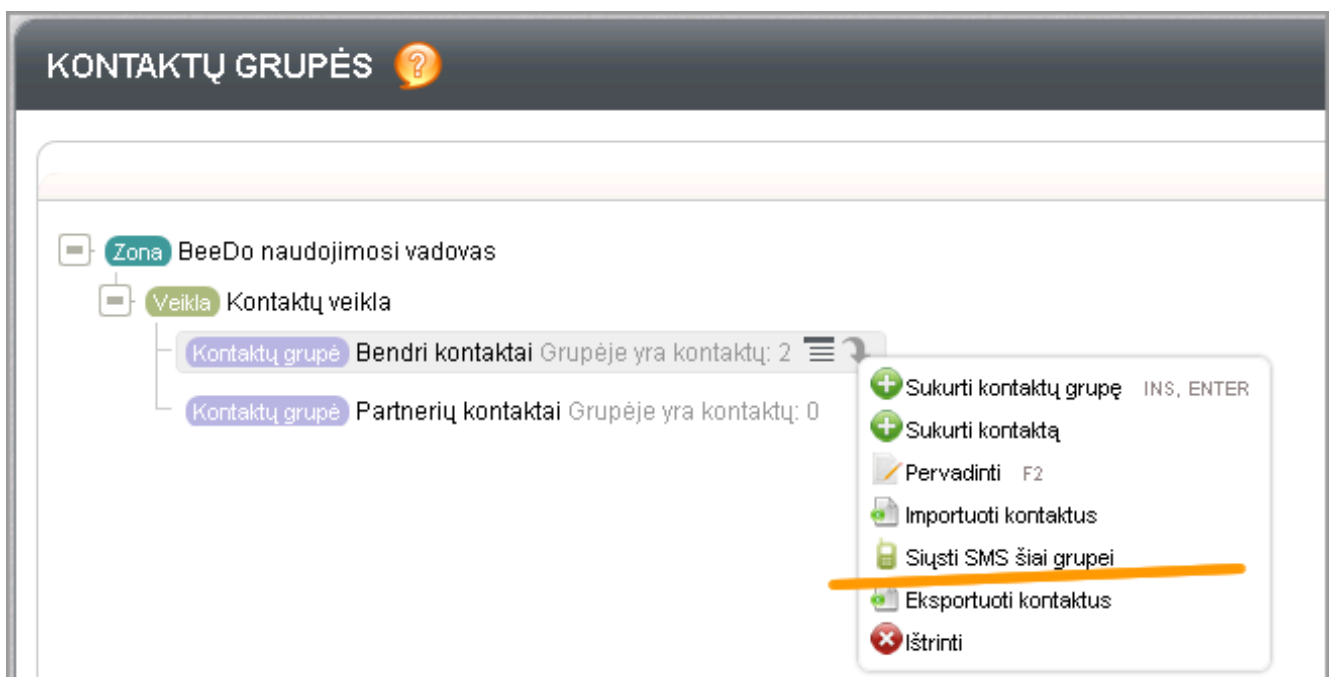 KONTAKTŲ GRUPĖS ?
Zona BeeDo naudojimosi vadovas
Veikla Kontaktų veikla
Kontaktų grupė Bendri kontaktai Grupėje yra kontaktų: 2
Kontaktų grupė Partnerių kontaktai Grupėje yra kontaktų: 0
Sukurti kontaktų grupę INS, ENTER
Sukurti kontaktą
Pervadinti F2
Importuoti kontaktus
Siųsti SMS šiai grupei
Eksportuoti kontaktus
Ištrinti